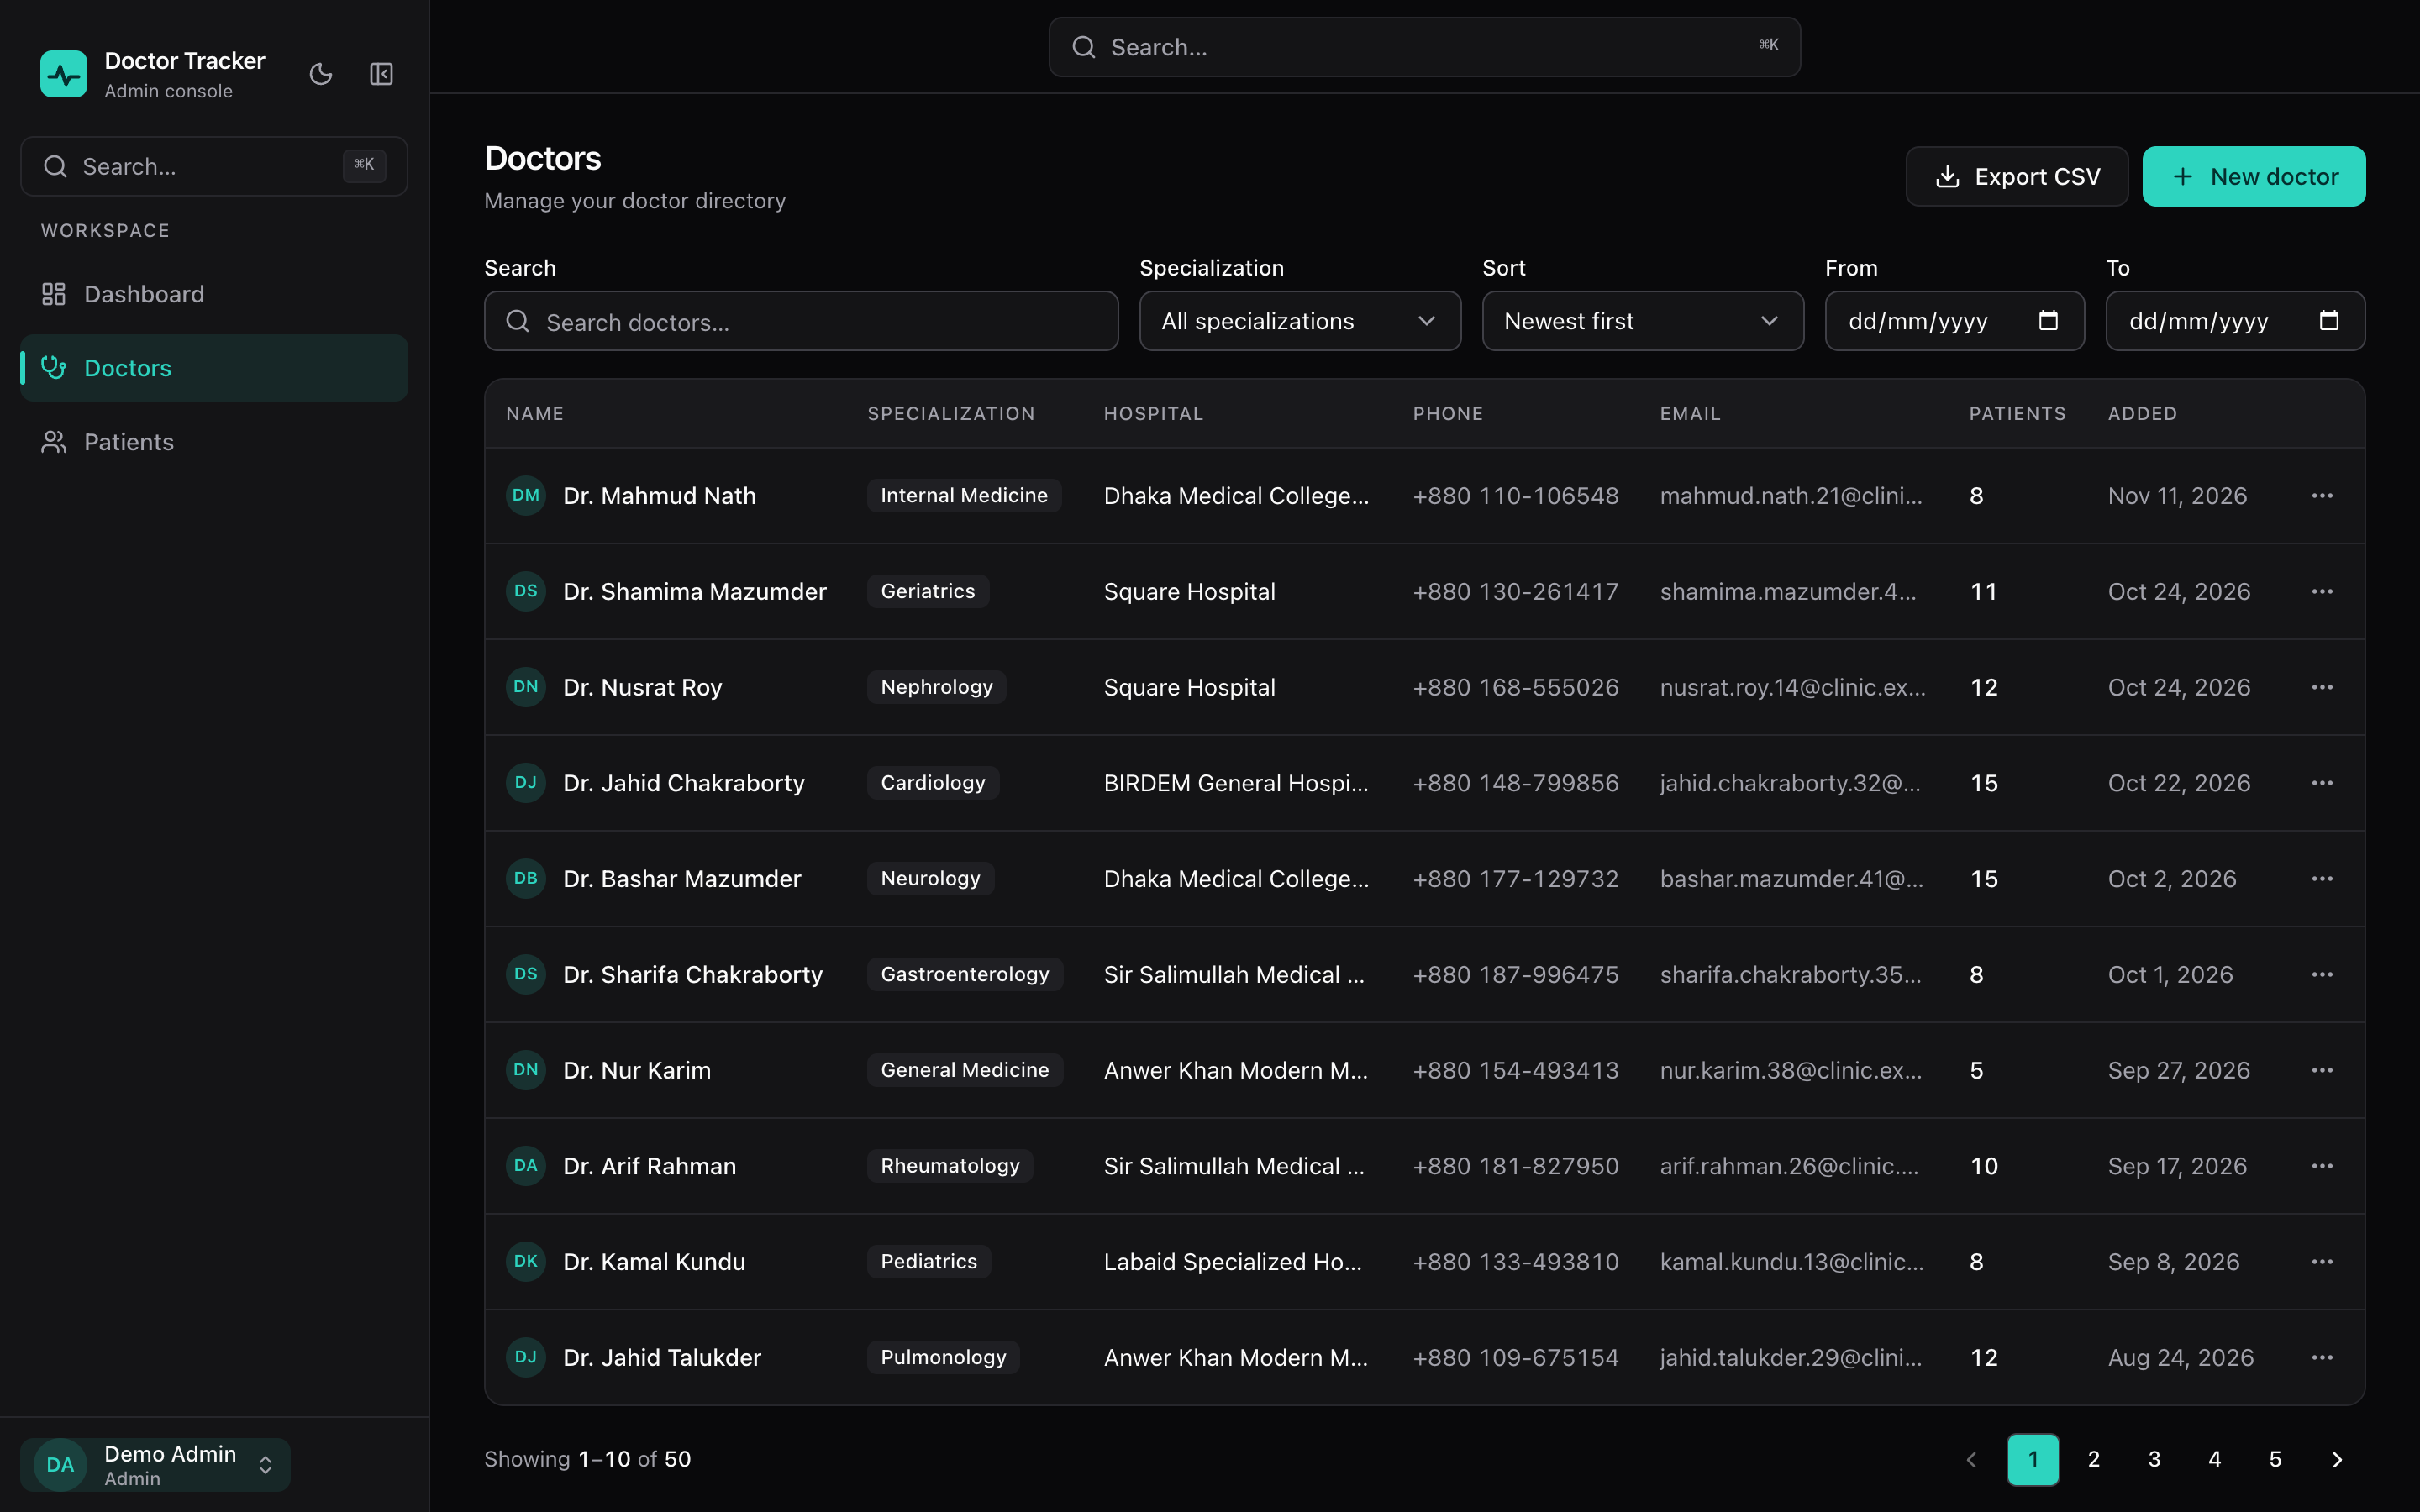 Doctor Tracker
Admin console
Search... ⌘K
WORKSPACE
Dashboard
Doctors
Patients
DA Demo Admin
Admin
Search... ⌘K
Doctors
Manage your doctor directory
Export CSV
New doctor
Search Specialization Sort From To
Search doctors... All specializations Newest first dd/mm/yyyy dd/mm/yyyy
NAME SPECIALIZATION HOSPITAL PHONE EMAIL PATIENTS ADDED
DM Dr. Mahmud Nath Internal Medicine Dhaka Medical College... +880 110-106548 mahmud.nath.21@clini... 8 Nov 11, 2026
DS Dr. Shamima Mazumder Geriatrics Square Hospital +880 130-261417 shamima.mazumder.4... 11 Oct 24, 2026
DN Dr. Nusrat Roy Nephrology Square Hospital +880 168-555026 nusrat.roy.14@clinic.ex... 12 Oct 24, 2026
DJ Dr. Jahid Chakraborty Cardiology BIRDEM General Hospi... +880 148-799856 jahid.chakraborty.32@... 15 Oct 22, 2026
DB Dr. Bashar Mazumder Neurology Dhaka Medical College... +880 177-129732 bashar.mazumder.41@... 15 Oct 2, 2026
DS Dr. Sharifa Chakraborty Gastroenterology Sir Salimullah Medical ... +880 187-996475 sharifa.chakraborty.35... 8 Oct 1, 2026
DN Dr. Nur Karim General Medicine Anwer Khan Modern M... +880 154-493413 nur.karim.38@clinic.ex... 5 Sep 27, 2026
DA Dr. Arif Rahman Rheumatology Sir Salimullah Medical ... +880 181-827950 arif.rahman.26@clinic.... 10 Sep 17, 2026
DK Dr. Kamal Kundu Pediatrics Labaid Specialized Ho... +880 133-493810 kamal.kundu.13@clinic... 8 Sep 8, 2026
DJ Dr. Jahid Talukder Pulmonology Anwer Khan Modern M... +880 109-675154 jahid.talukder.29@clini... 12 Aug 24, 2026
Showing 1–10 of 50
1 2 3 4 5